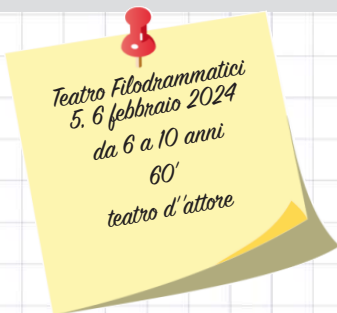 Teatro Filodrammatici
5. 6 febbraio 2024
da 6 a 10 anni
60'
teatro d''attore